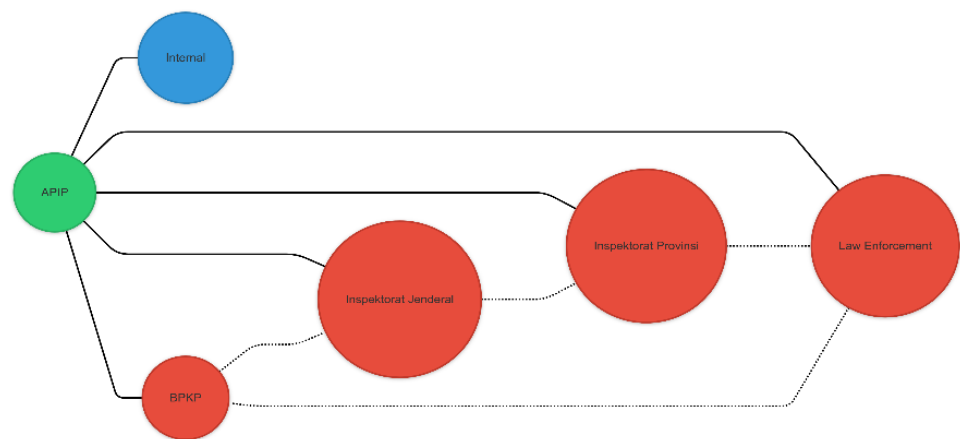 Internal
APIP
Inspektorat Provinsi
Law Enforcement
Inspektorat Jenderal
BPKP